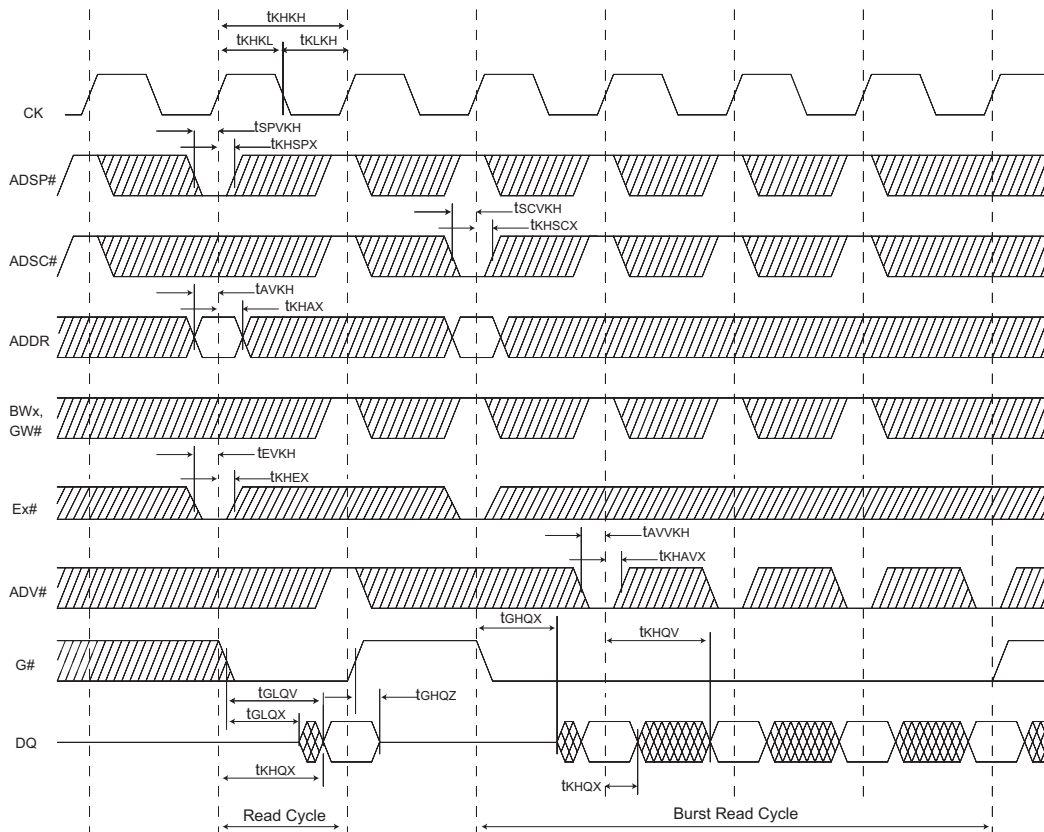 tKHKH
tKHKL
tKLKH
CK
tSPVKH
tKHSPX
ADSP#
tSCVKH
tKHSCX
ADSC#
tAVKH
tKHAX
ADDR
BWx,
GW#
tEVKH
tKHEX
Ex#
tAVVKH
tKHAVX
ADV#
tGHQX
tKHQV
G#
tGLQV
tGHQZ
tGLQX
DQ
tKHQX
tKHQX
Read Cycle
Burst Read Cycle